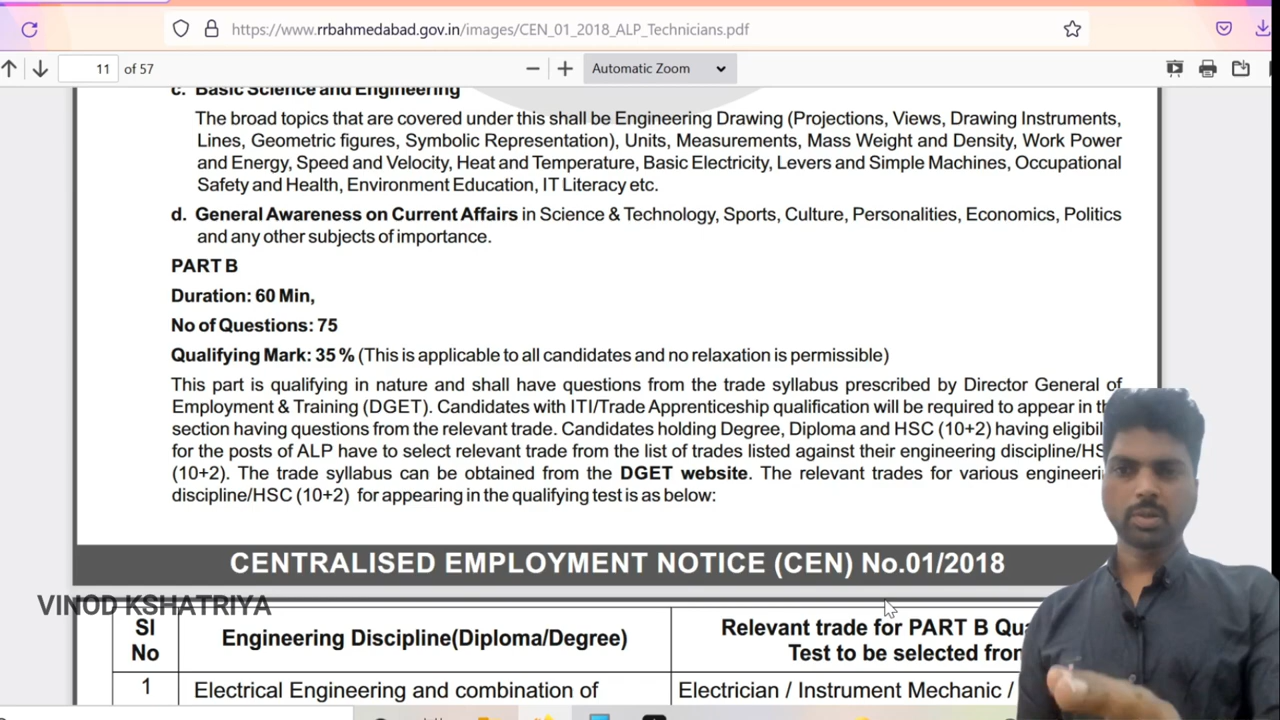 https://www.rrbahmedabad.gov.in/images/CEN_01_2018_ALP_Technicians.pdf
11 of 57
Automatic Zoom
c. Basic Science and Engineering
The broad topics that are covered under this shall be Engineering Drawing (Projections, Views, Drawing Instruments,
Lines, Geometric figures, Symbolic Representation), Units, Measurements, Mass Weight and Density, Work Power
and Energy, Speed and Velocity, Heat and Temperature, Basic Electricity, Levers and Simple Machines, Occupational
Safety and Health, Environment Education, IT Literacy etc.
d. General Awareness on Current Affairs in Science & Technology, Sports, Culture, Personalities, Economics, Politics
and any other subjects of importance.
PART B
Duration: 60 Min,
No of Questions: 75
Qualifying Mark: 35 % (This is applicable to all candidates and no relaxation is permissible)
This part is qualifying in nature and shall have questions from the trade syllabus prescribed by Director General of
Employment & Training (DGET). Candidates with ITI/Trade Apprenticeship qualification will be required to appear in
section having questions from the relevant trade. Candidates holding Degree, Diploma and HSC (10+2) having
for the posts of ALP have to select relevant trade from the list of trades listed against their engineering
(10+2). The trade syllabus can be obtained from the DGET website. The relevant trades for various
discipline/HSC (10+2) for appearing in the qualifying test is as below:
CENTRALISED EMPLOYMENT NOTICE (CEN) No.01/2018
VINOD KSHATRIYA
Sl
No
Engineering Discipline(Diploma/Degree)
Relevant trade for PART B
Test to be selected
1
Electrical Engineering and combination of
Electrician / Instrument Mechanic /